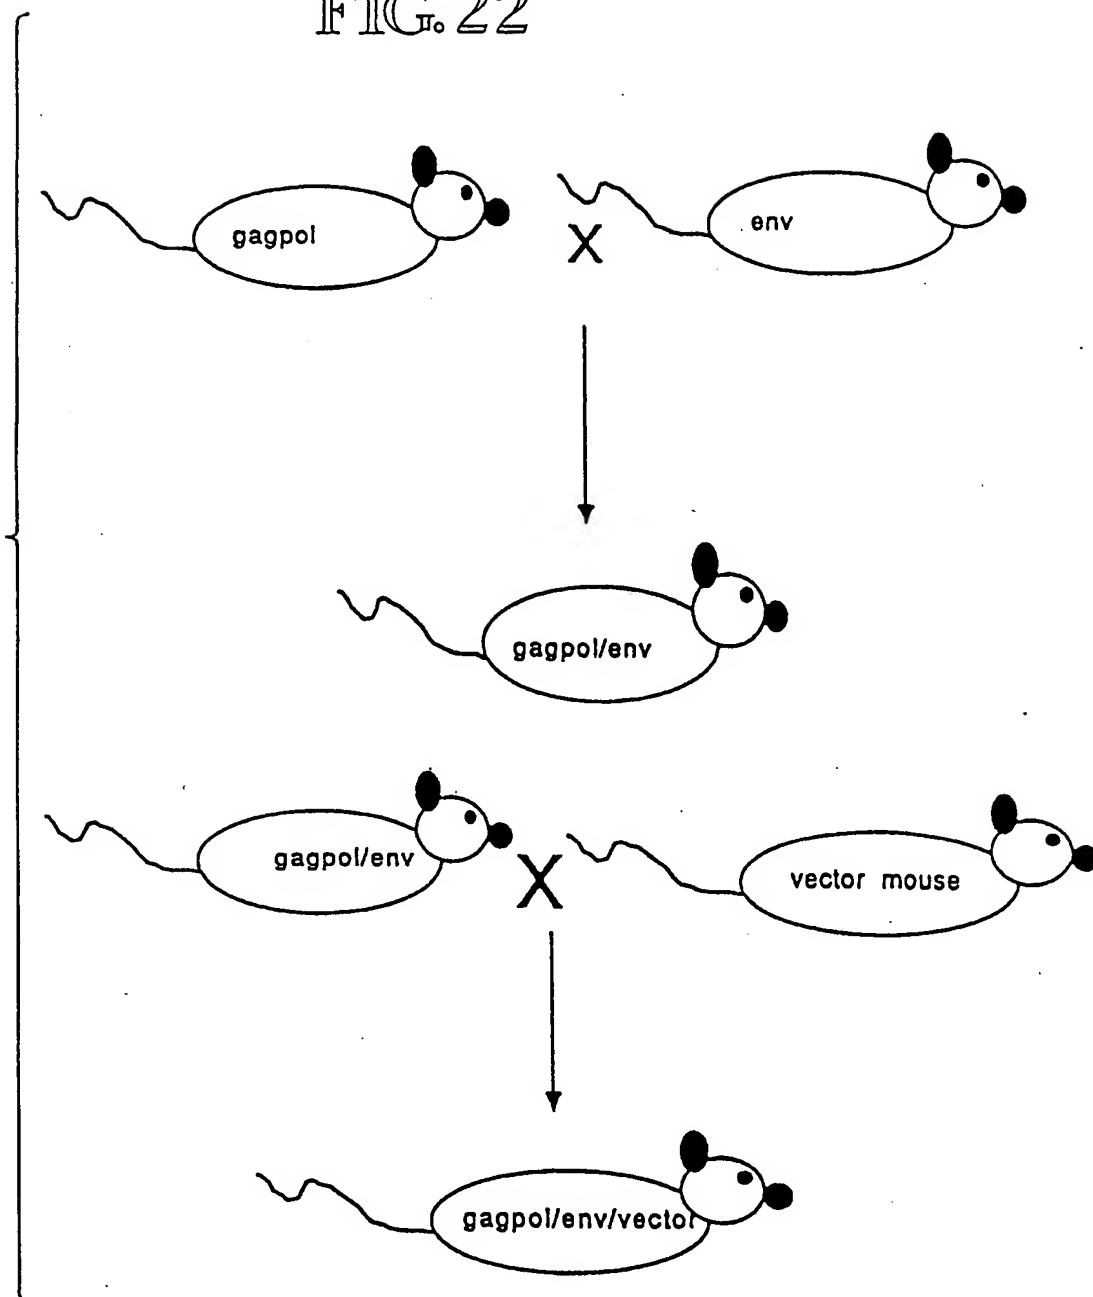 FIG. 22
gagpol
X
env
gagpol/env
gagpol/env
X
vector mouse
gagpol/env/vector